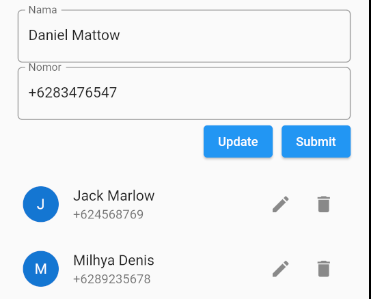 Nama
Daniel Mattow
Nomor
+6283476547
Update Submit
J
Jack Marlow
+624568769
M
Milhya Denis
+6289235678